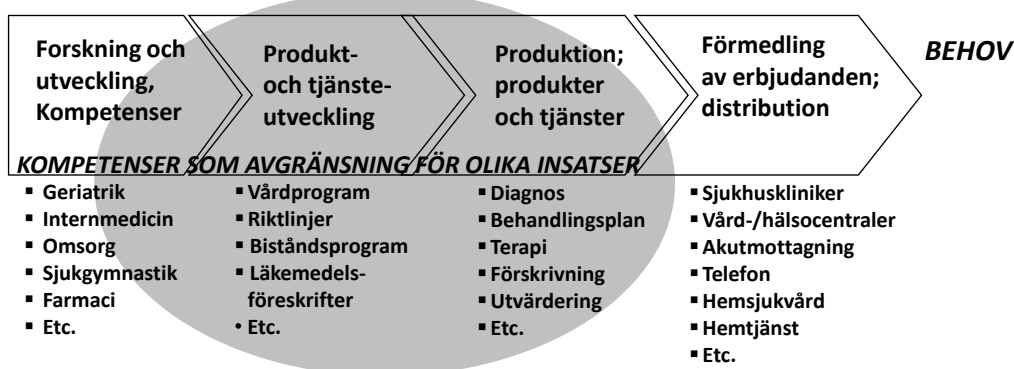 Forskning och
utveckling,
Kompetenser
Produkt-
och tjänste-
utveckling
Produktion;
produkter
och tjänster
Förmedling
av erbjudanden;
distribution
BEHOV
KOMPETENSER SOM AVGRÄNSNING FÖR OLIKA INSATSER
▪ Geriatrik
▪ Internmedicin
▪ Omsorg
▪ Sjukgymnastik
▪ Farmaci
▪ Etc.
▪ Vårdprogram
▪ Riktlinjer
▪ Biståndsprogram
▪ Läkemedels-
föreskrifter
• Etc.
▪ Diagnos
▪ Behandlingsplan
▪ Terapi
▪ Förskrivning
▪ Utvärdering
▪ Etc.
▪ Sjukhuskliniker
▪ Vård-/hälsocentraler
▪ Akutmottagning
▪ Telefon
▪ Hemsjukvård
▪ Hemtjänst
▪ Etc.